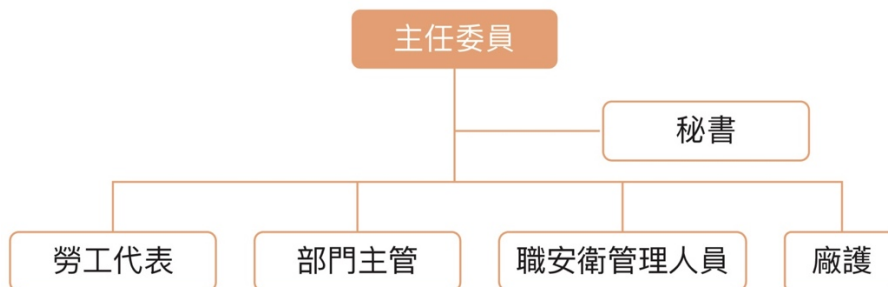 主任委員
秘書
勞工代表
部門主管
職安衛管理人員
廠護